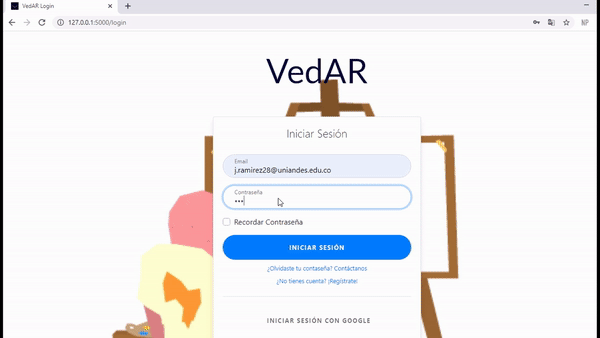 VedAR Login
127.0.0.1:5000/login
NP
VedAR
Iniciar Sesión
Email
j.ramirez28@uniandes.edu.co
Contraseña
•••
Recordar Contraseña
INICIAR SESIÓN
¿Olvidaste tu contaseña? Contáctanos
¿No tienes cuenta? ¡Regístrate!
INICIAR SESIÓN CON GOOGLE